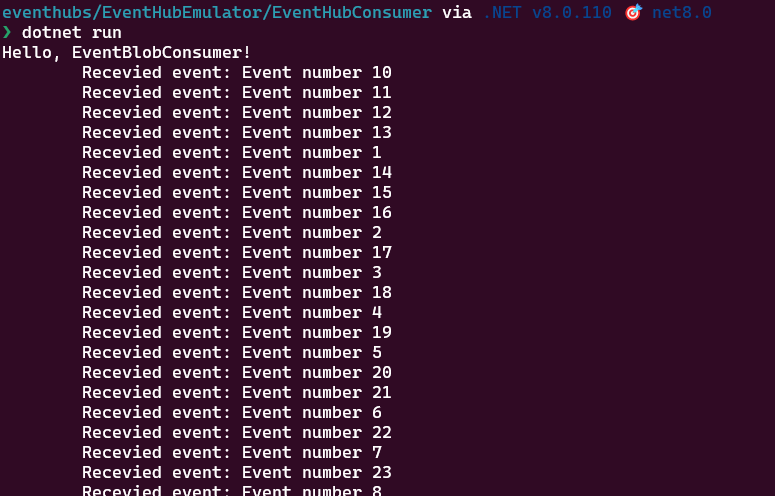 eventhubs/EventHubEmulator/EventHubConsumer via .NET v8.0.110 🎯 net8.0
❯ dotnet run
Hello, EventBlobConsumer!
Recevied event: Event number 10
Recevied event: Event number 11
Recevied event: Event number 12
Recevied event: Event number 13
Recevied event: Event number 1
Recevied event: Event number 14
Recevied event: Event number 15
Recevied event: Event number 16
Recevied event: Event number 2
Recevied event: Event number 17
Recevied event: Event number 3
Recevied event: Event number 18
Recevied event: Event number 4
Recevied event: Event number 19
Recevied event: Event number 5
Recevied event: Event number 20
Recevied event: Event number 21
Recevied event: Event number 6
Recevied event: Event number 22
Recevied event: Event number 7
Recevied event: Event number 23
Recevied event: Event number 8